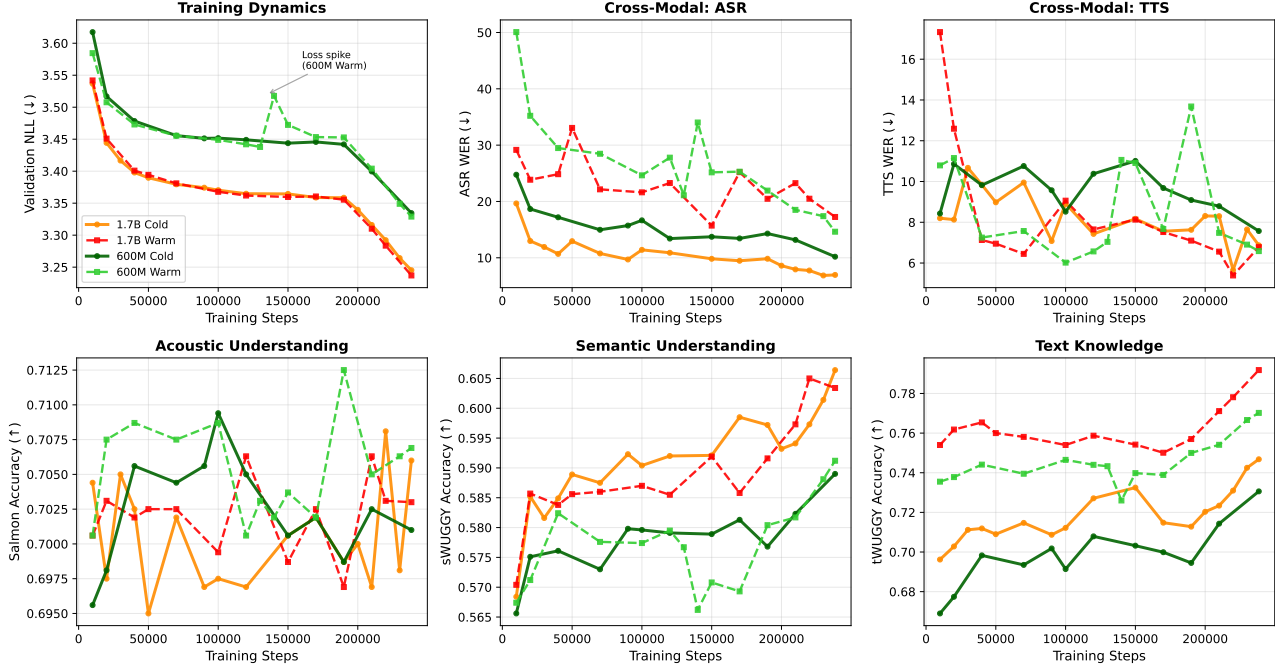 Training Dynamics
Validation NLL (↓)
3.60
3.55
3.50
3.45
3.40
3.35
3.30
3.25
Loss spike
(600M Warm)
1.7B Cold
1.7B Warm
600M Cold
600M Warm
0 50000 100000 150000 200000
Training Steps
Cross-Modal: ASR
ASR WER (↓)
50
40
30
20
10
0 50000 100000 150000 200000
Training Steps
Cross-Modal: TTS
TTS WER (↓)
16
14
12
10
8
6
0 50000 100000 150000 200000
Training Steps
Acoustic Understanding
Salmon Accuracy (↑)
0.7125
0.7100
0.7075
0.7050
0.7025
0.7000
0.6975
0.6950
0 50000 100000 150000 200000
Training Steps
Semantic Understanding
sWUGGY Accuracy (↑)
0.605
0.600
0.595
0.590
0.585
0.580
0.575
0.570
0.565
0 50000 100000 150000 200000
Training Steps
Text Knowledge
tWUGGY Accuracy (↑)
0.78
0.76
0.74
0.72
0.70
0.68
0 50000 100000 150000 200000
Training Steps